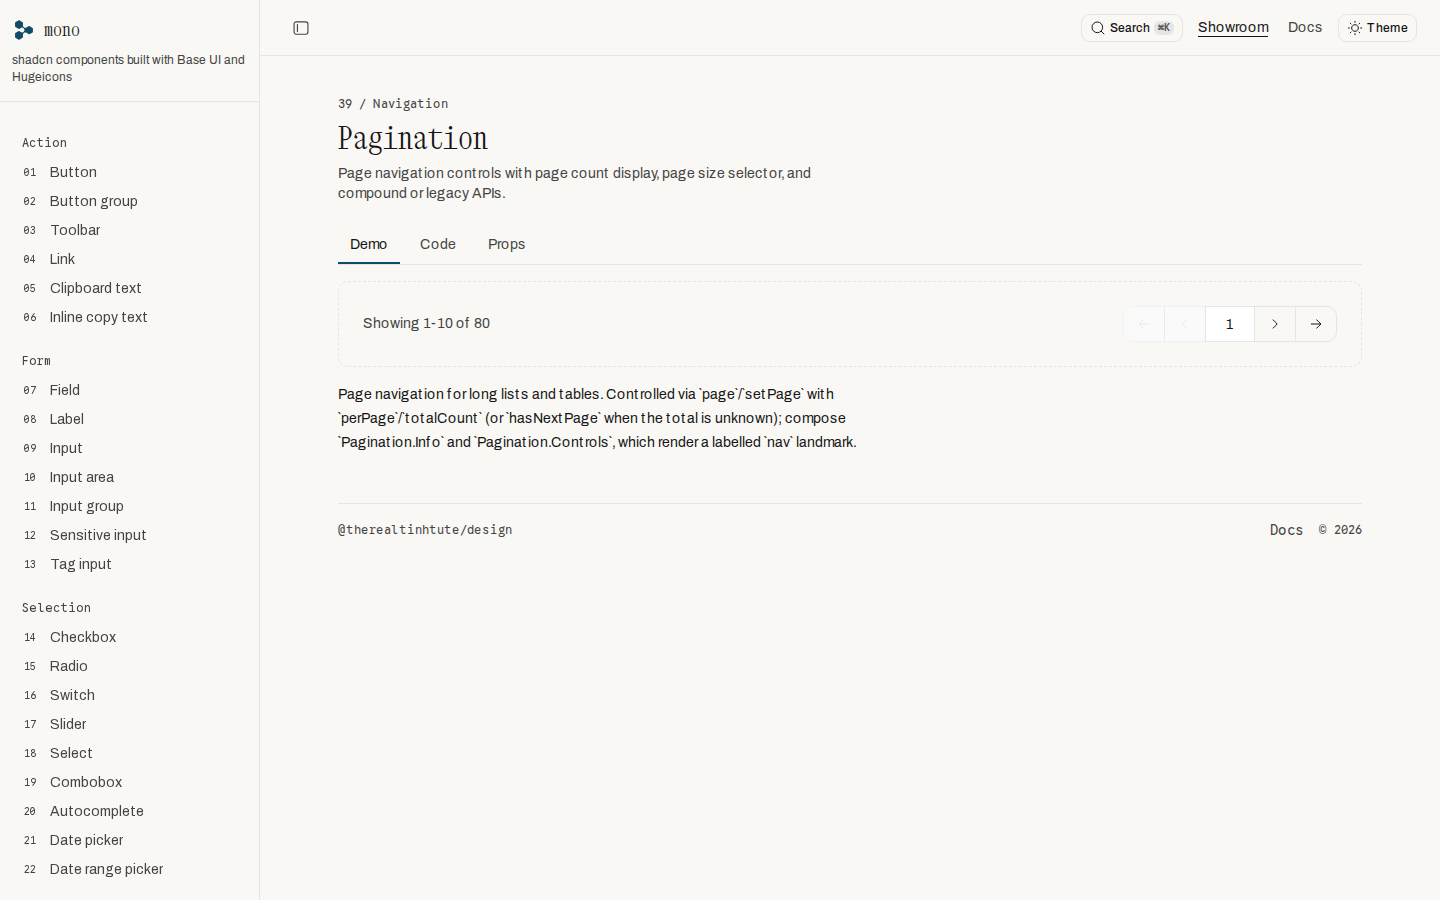 mono
shadcn components built with Base UI and
Hugeicons
Search ⌘K
Showroom
Docs
Theme
Action
01 Button
02 Button group
03 Toolbar
04 Link
05 Clipboard text
06 Inline copy text
Form
07 Field
08 Label
09 Input
10 Input area
11 Input group
12 Sensitive input
13 Tag input
Selection
14 Checkbox
15 Radio
16 Switch
17 Slider
18 Select
19 Combobox
20 Autocomplete
21 Date picker
22 Date range picker
39 / Navigation
Pagination
Page navigation controls with page count display, page size selector, and
compound or legacy APIs.
Demo Code Props
Showing 1-10 of 80
1
Page navigation for long lists and tables. Controlled via `page`/`setPage` with
`perPage`/`totalCount` (or `hasNextPage` when the total is unknown); compose
`Pagination.Info` and `Pagination.Controls`, which render a labelled `nav` landmark.
@therealtinhtute/design
Docs © 2026